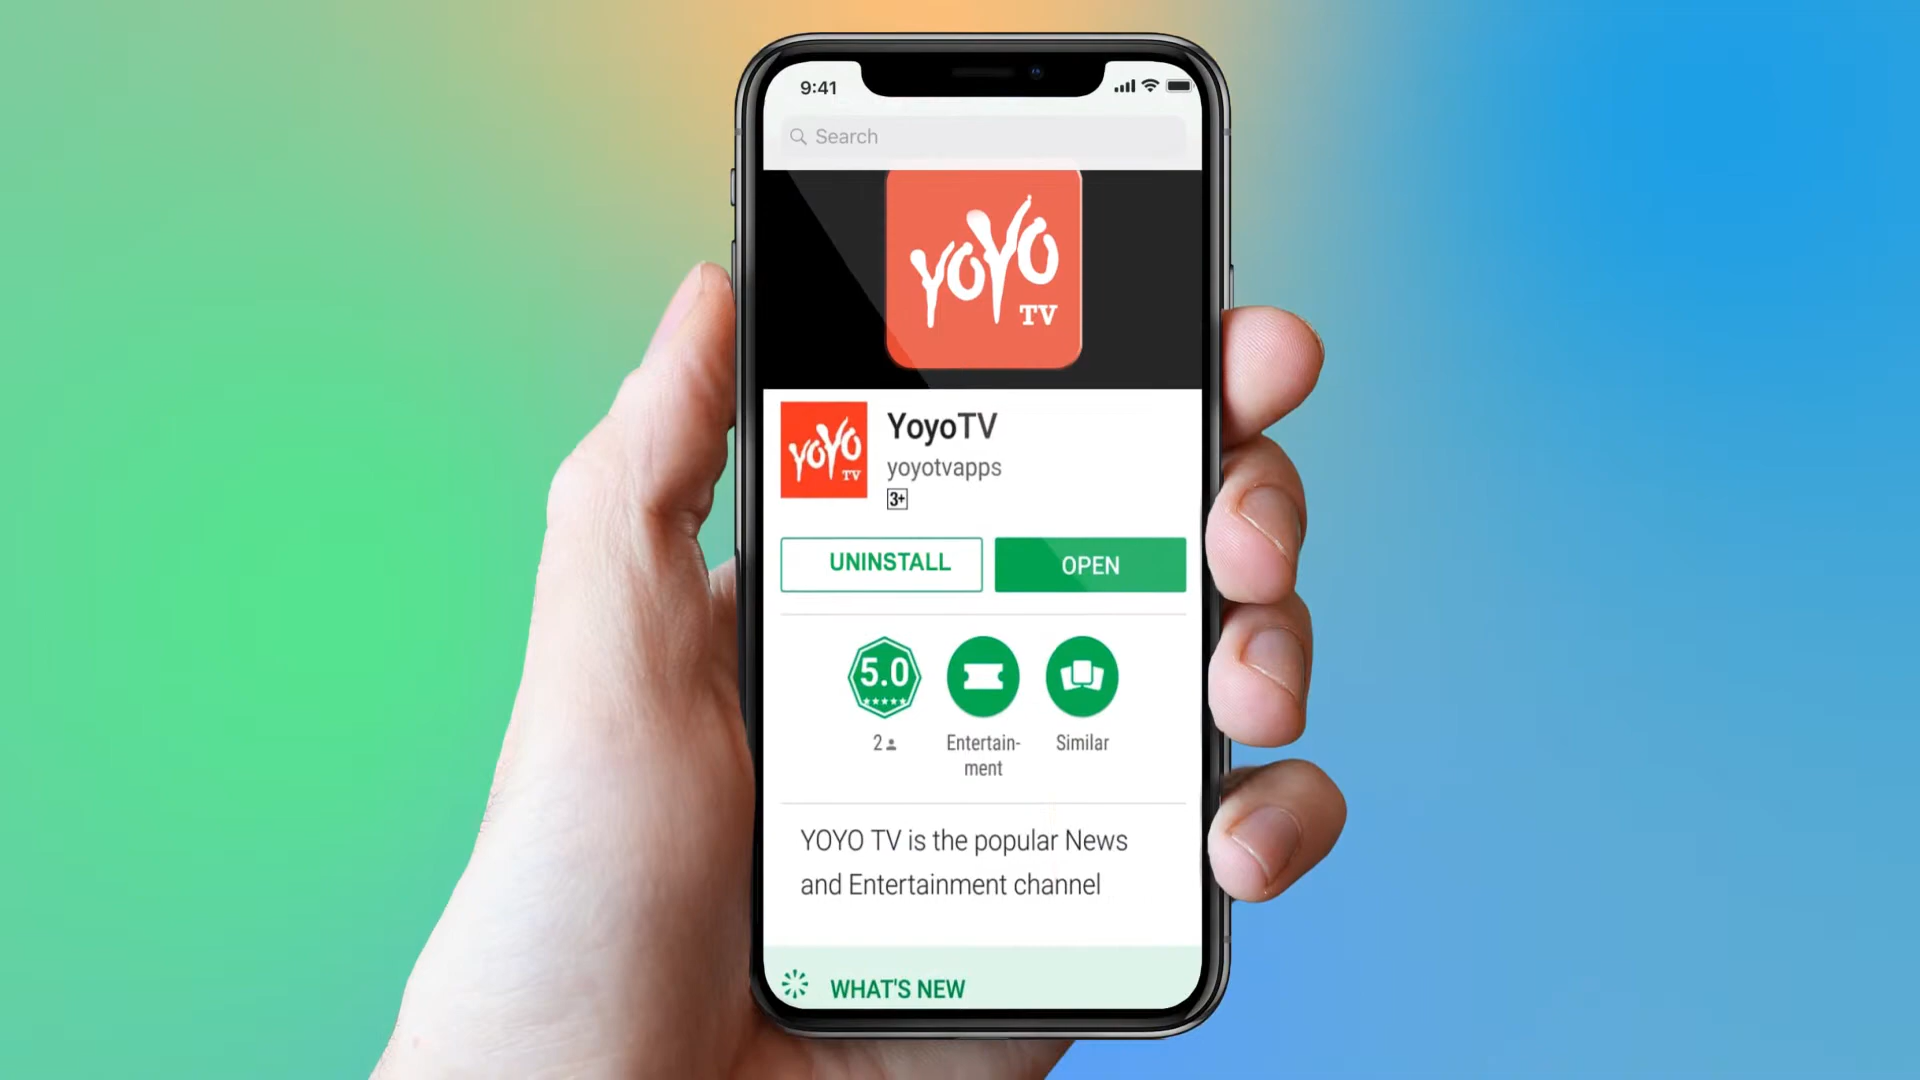 9:41
Search
YOYO
TV
YOYO
TV
YoyoTV
yoyotvapps
3+
UNINSTALL
OPEN
5.0
2
Entertain-
ment
Similar
YOYO TV is the popular News
and Entertainment channel
WHAT'S NEW